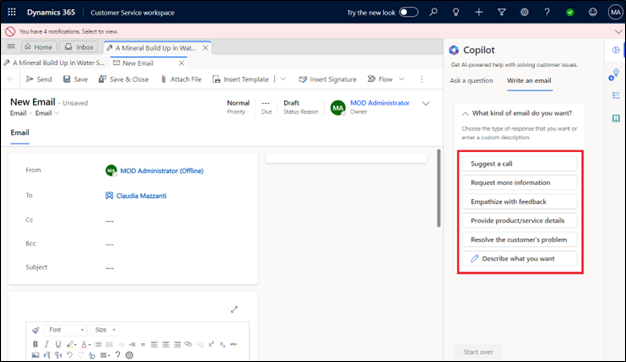 Dynamics 365
Customer Service workspace
Try the new look
MA
You have 4 notifications. Select to view.
Home
Inbox
A Mineral Build Up in Wat...
A Mineral Build Up in Water S...
New Email
Send
Save
Save & Close
Attach File
Insert Template
Insert Signature
Flow
New Email - Unsaved
Email · Email
Normal
Priority
---
Due
Draft
Status Reason
MA
MOD Administrator
Owner
Email
From
MA
MOD Administrator (Offline)
To
Claudia Mazzanti
Cc
---
Bcc
---
Subject
---
Font
Size
B I U
Copilot
Get AI-powered help with solving customer issues.
Ask a question
Write an email
What kind of email do you want?
Choose the type of response that you want or
enter a custom description.
Suggest a call
Request more information
Empathize with feedback
Provide product/service details
Resolve the customer's problem
Describe what you want
Start over